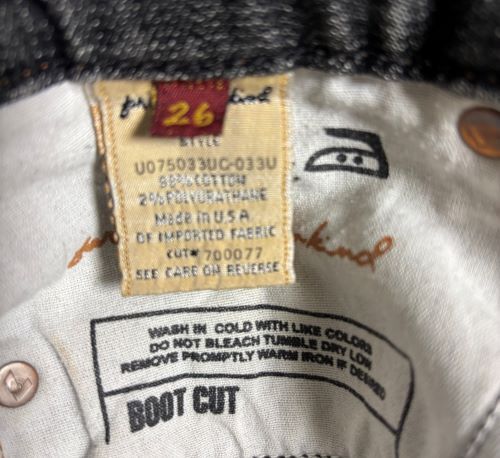 26
STYLE
U075033UC-033U
98% COTTON
2% POLYURETHANE
MADE IN U.S.A.
OF IMPORTED FABRIC
CUT# 700077
SEE CARE ON REVERSE
WASH IN COLD WITH LIKE COLORS
DO NOT BLEACH TUMBLE DRY LOW
REMOVE PROMPTLY WARM IRON IF DESIRED
BOOT CUT